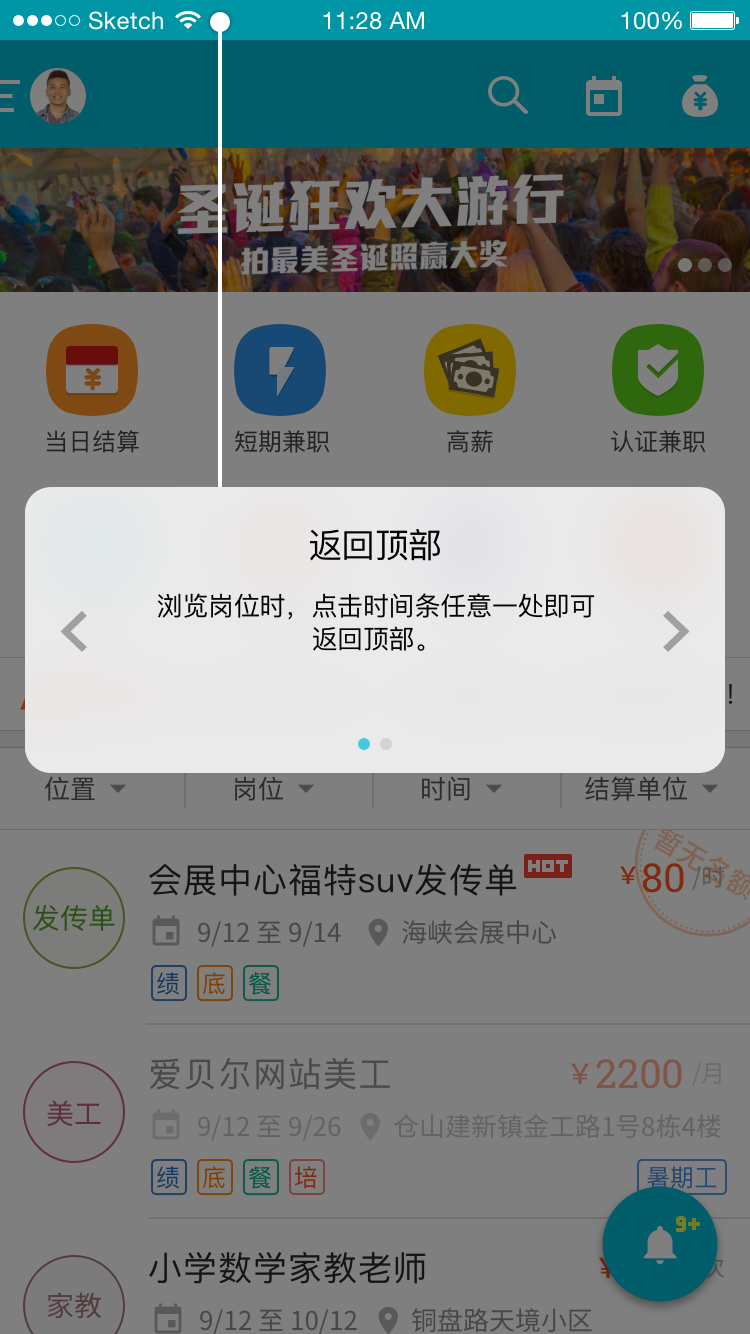 Sketch 11:28 AM 100%
圣诞狂欢大游行
拍最美圣诞照赢大奖
当日结算 短期兼职 高薪 认证兼职
返回顶部
浏览岗位时，点击时间条任意一处即可
返回顶部。
！
位置 岗位 时间 结算单位
会展中心福特suv发传单 HOT ¥80 /时
暂无名额
发传单
9/12 至 9/14 海峡会展中心
绩 底 餐
爱贝尔网站美工 ¥2200 /月
美工
9/12 至 9/26 仓山建新镇金工路1号8栋4楼
绩 底 餐 培 暑期工
9+
小学数学家教老师 ¥
家教
9/12 至 10/12 铜盘路天境小区